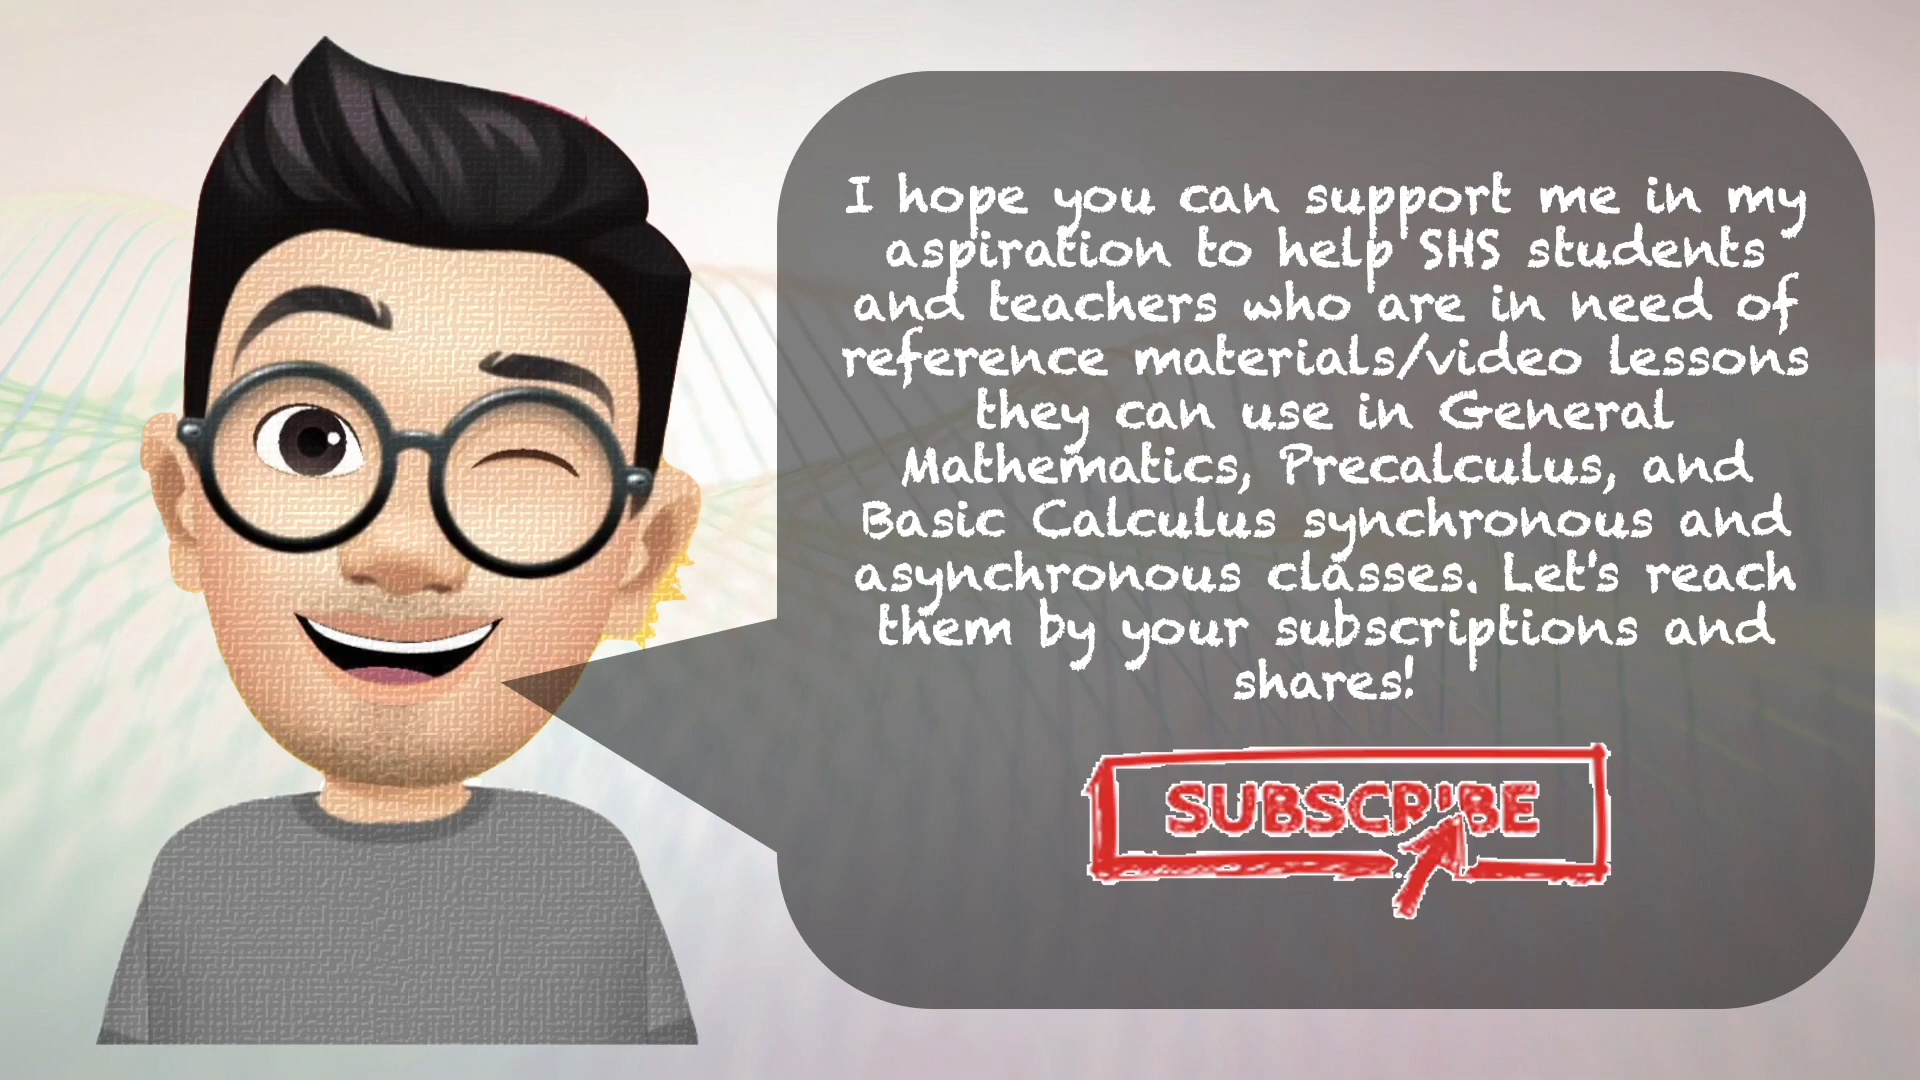 I hope you can support me in my
aspiration to help SHS students
and teachers who are in need of
reference materials/video lessons
they can use in General
Mathematics, Precalculus, and
Basic Calculus synchronous and
asynchronous classes. Let's reach
them by your subscriptions and
shares!
SUBSCRIBE